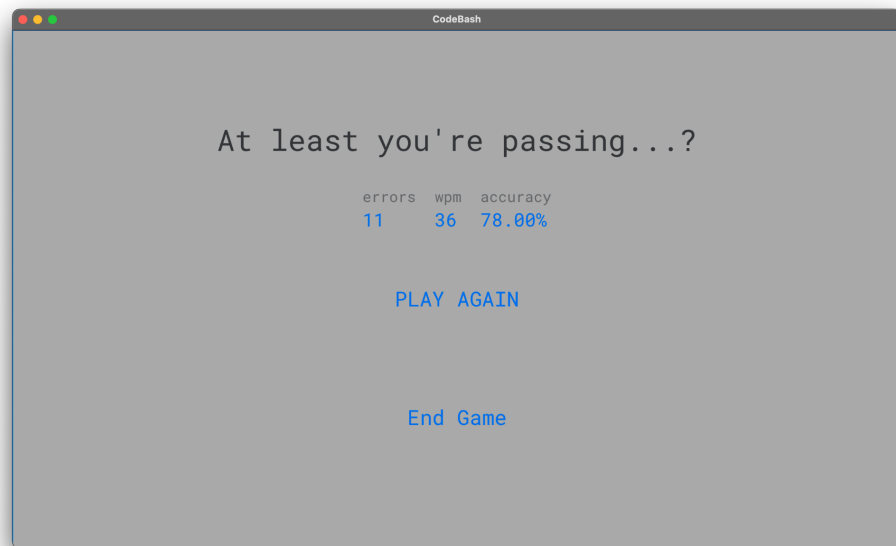 CodeBash
At least you're passing...?
errors wpm accuracy
11 36 78.00%
PLAY AGAIN
End Game